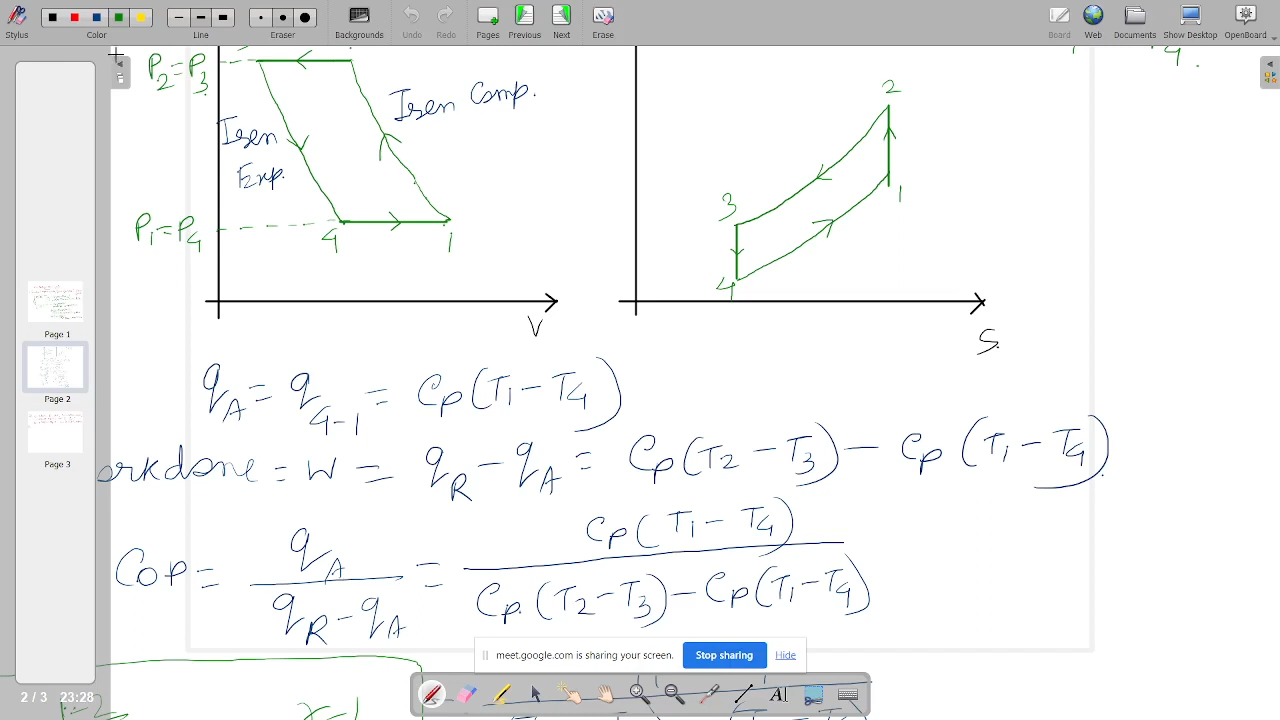 Stylus Color Line Eraser Backgrounds Undo Redo Pages Previous Next Erase Board Web Documents Show Desktop OpenBoard
P2=P3
Isen Comp.
Isen
Exp.
P1=P4
4
1
V
2
1
3
4
S.
4.
Page 1
Page 2
Page 3
qA = q4-1 = Cp(T1-T4)
orkdone = W = qR - qA = Cp(T2-T3) - Cp(T1-T4)
COP = qA / (qR - qA) = Cp(T1-T4) / (Cp.(T2-T3) - Cp(T1-T4))
meet.google.com is sharing your screen. Stop sharing Hide
2 / 3 23:28